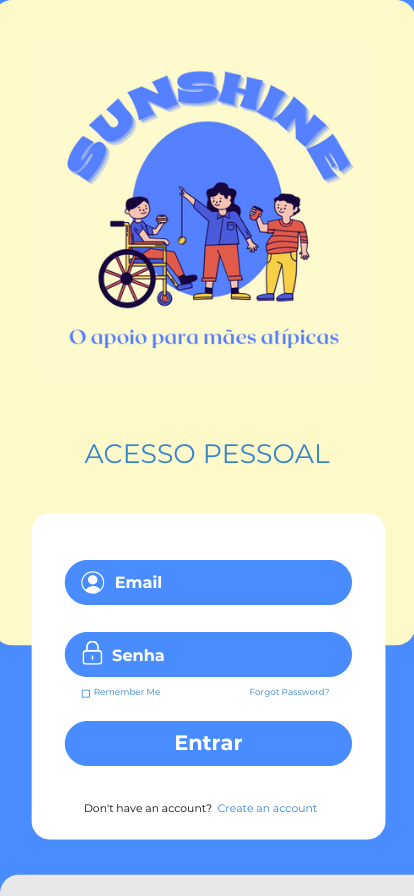 SUNSHINE
O apoio para mães atípicas
ACESSO PESSOAL
Email
Senha
Remember Me Forgot Password?
Entrar
Don't have an account? Create an account